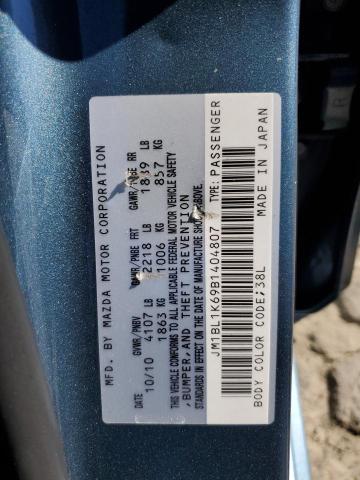 MFD. BY MAZDA MOTOR CORPORATION
DATE GVWR/PNBV GAWR/PNBE FRT GAWR/PNBE RR
10/10 4107 LB 2218 LB 1889 LB
1863 KG 1006 KG 857 KG
THIS VEHICLE CONFORMS TO ALL APPLICABLE FEDERAL MOTOR VEHICLE SAFETY
,BUMPER, AND THEFT PREVENTION
STANDARDS IN EFFECT ON THE DATE OF MANUFACTURE SHOWN ABOVE.
JM1BL1K69B1404807 TYPE: PASSENGER
BODY COLOR CODE;38L MADE IN JAPAN